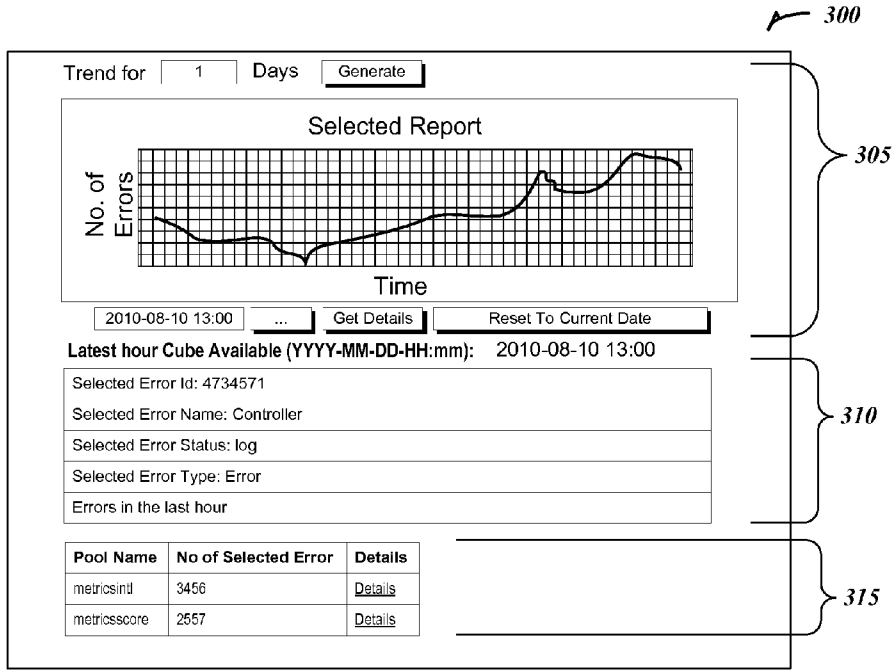 300
Trend for 1 Days Generate
Selected Report
No. of
Errors
Time
305
2010-08-10 13:00 ... Get Details Reset To Current Date
Latest hour Cube Available (YYYY-MM-DD-HH:mm): 2010-08-10 13:00
Selected Error Id: 4734571
Selected Error Name: Controller
310
Selected Error Status: log
Selected Error Type: Error
Errors in the last hour
Pool Name No of Selected Error Details
metricsintl 3456 Details
315
metricsscore 2557 Details